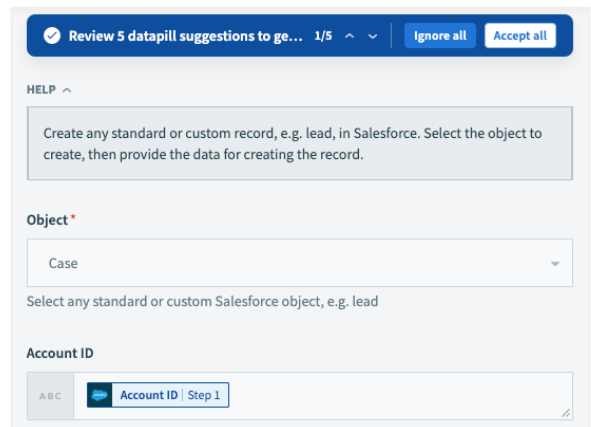 Review 5 datapill suggestions to ge... 1/5 Ignore all Accept all
HELP
Create any standard or custom record, e.g. lead, in Salesforce. Select the object to
create, then provide the data for creating the record.
Object*
Case
Select any standard or custom Salesforce object, e.g. lead
Account ID
ABC Account ID | Step 1